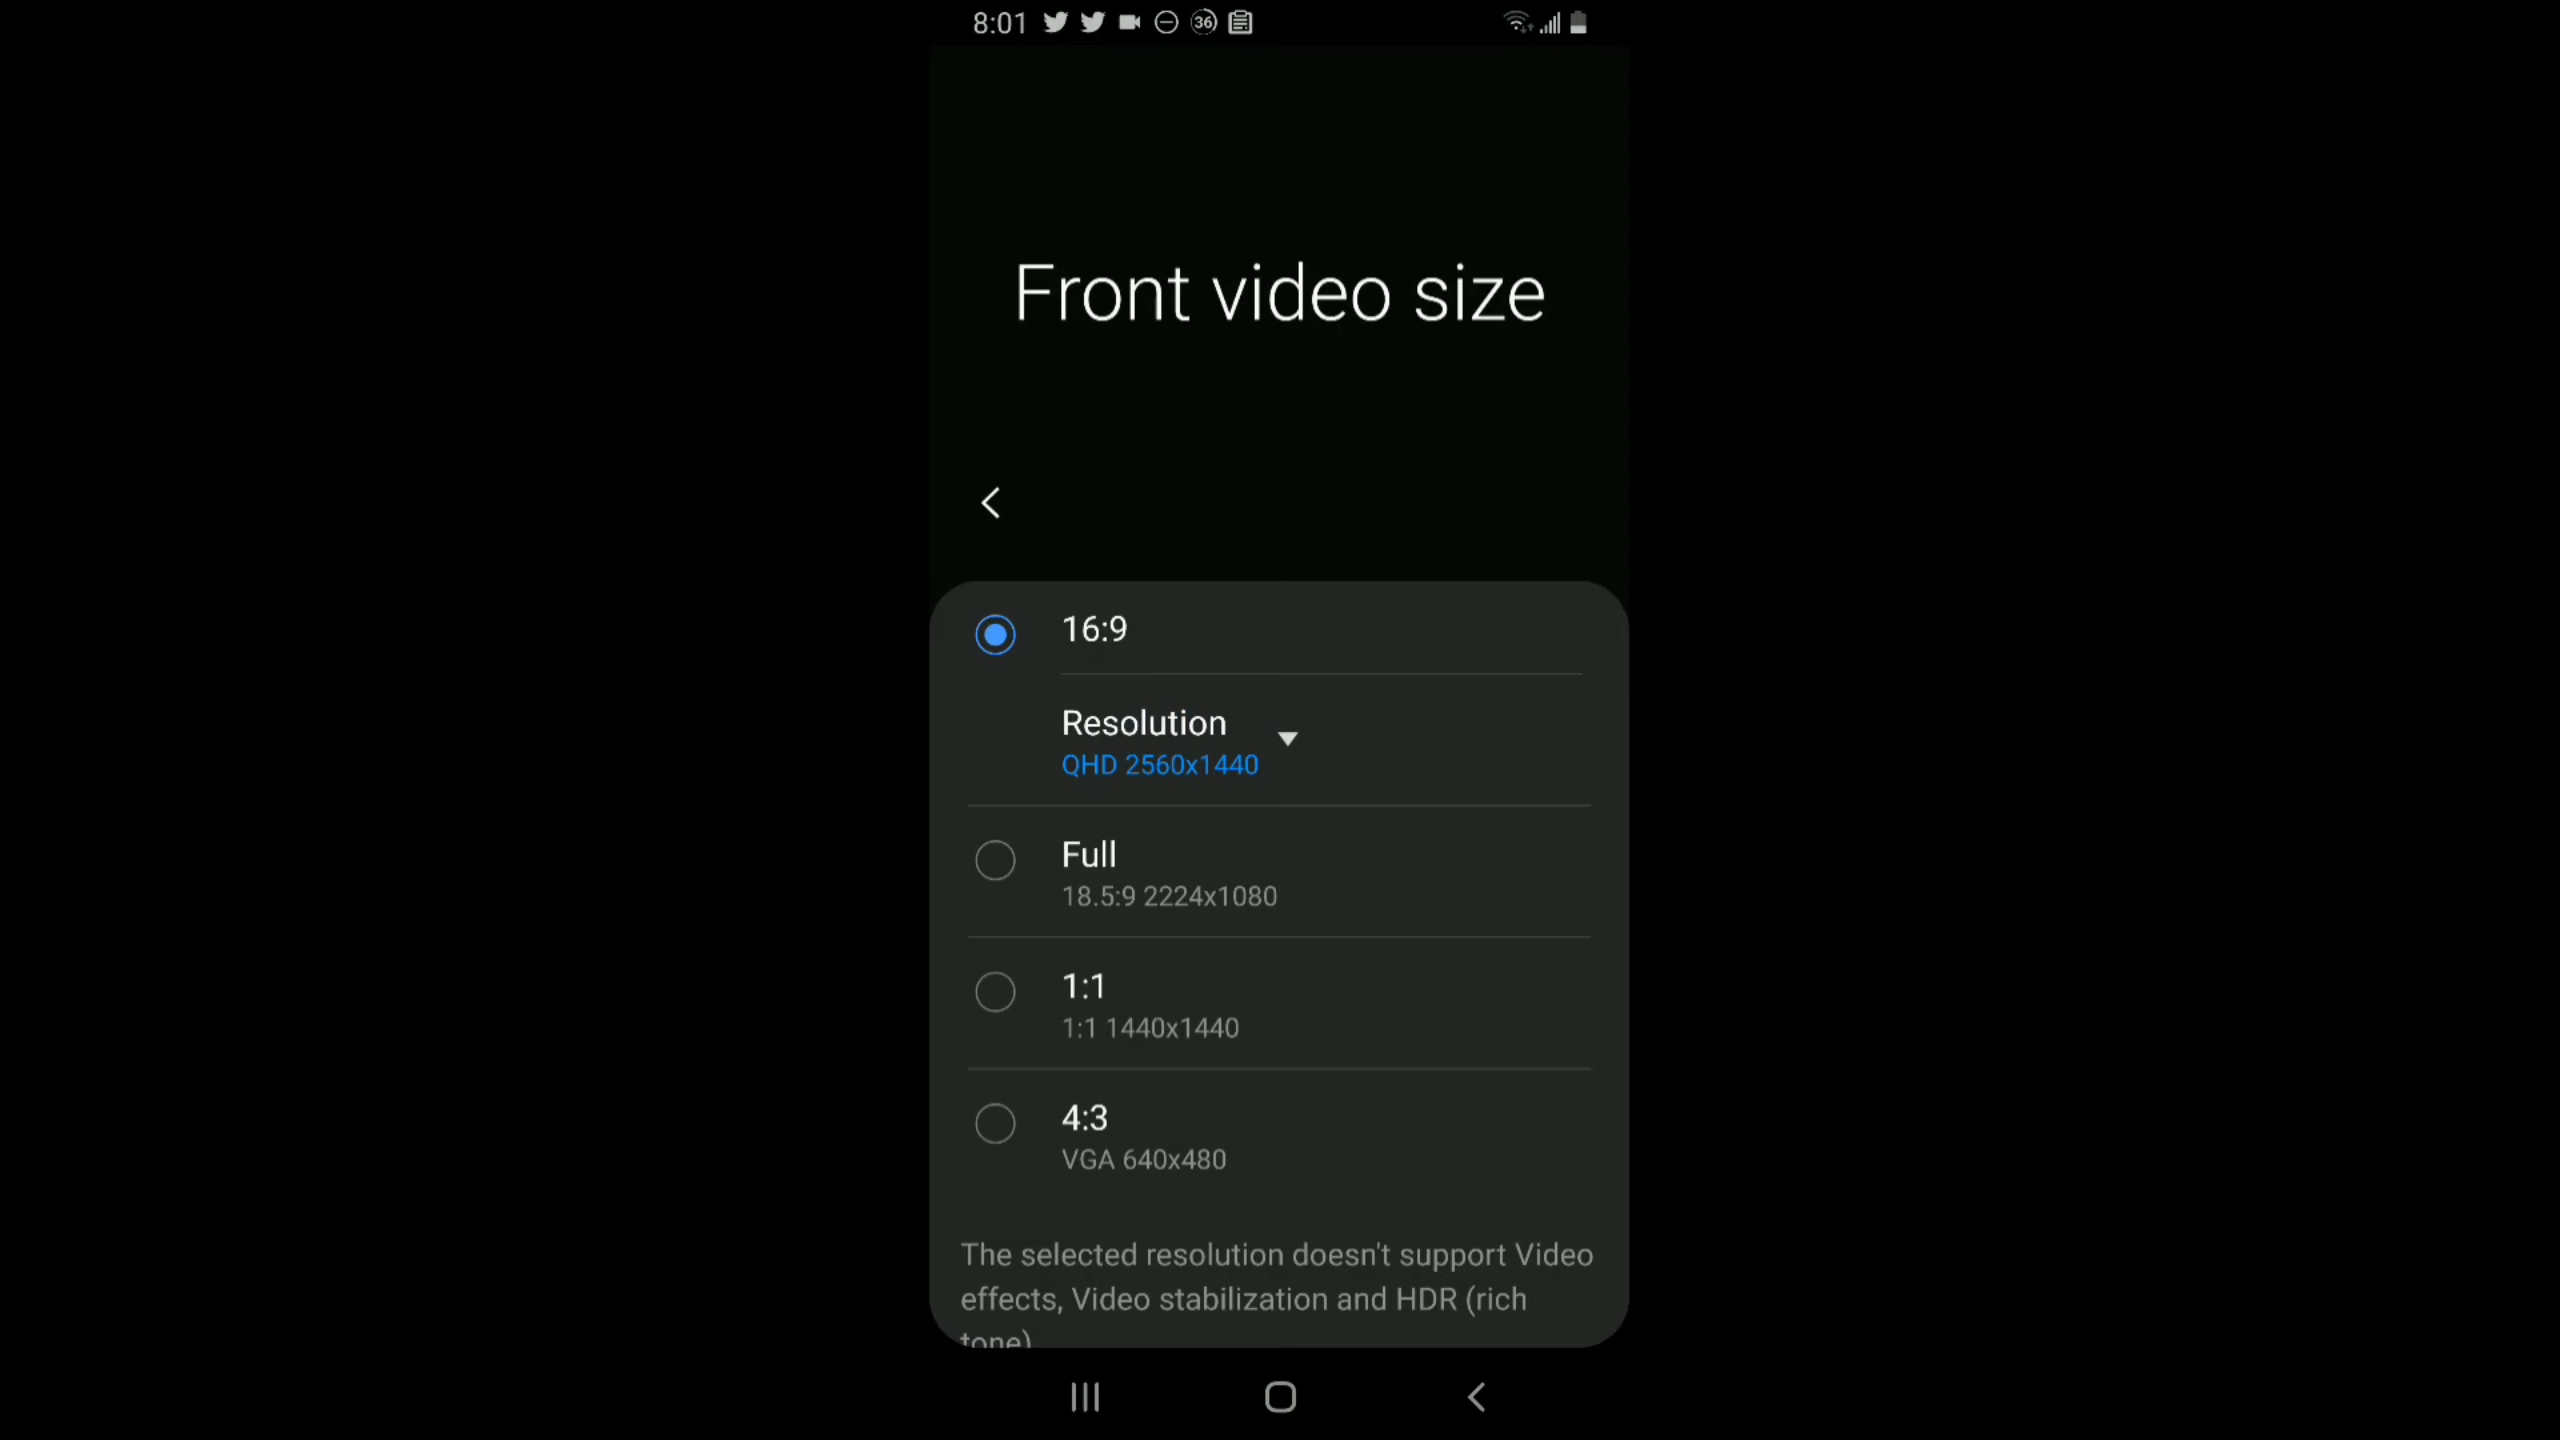 8:01 36
Front video size
16:9
Resolution
QHD 2560x1440
Full
18.5:9 2224x1080
1:1
1:1 1440x1440
4:3
VGA 640x480
The selected resolution doesn't support Video
effects, Video stabilization and HDR (rich
tone)